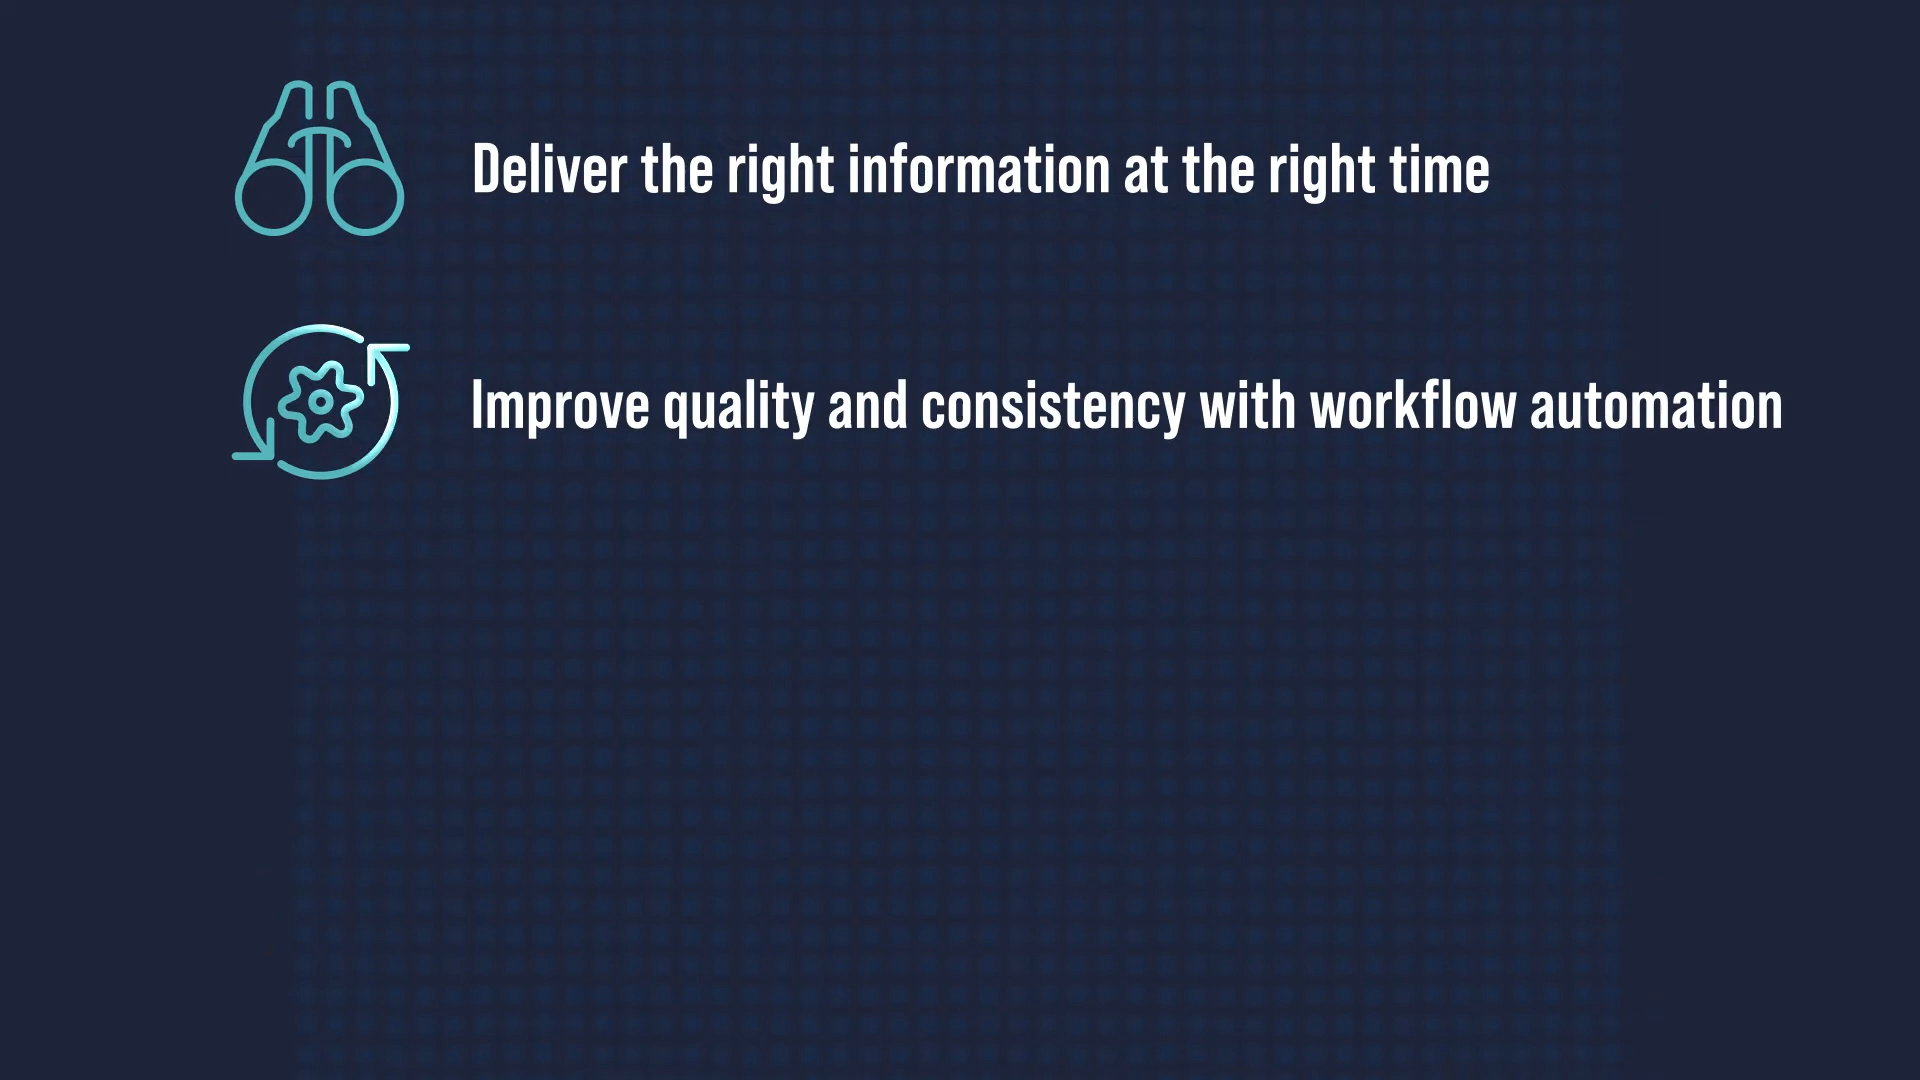 Deliver the right information at the right time
Improve quality and consistency with workflow automation